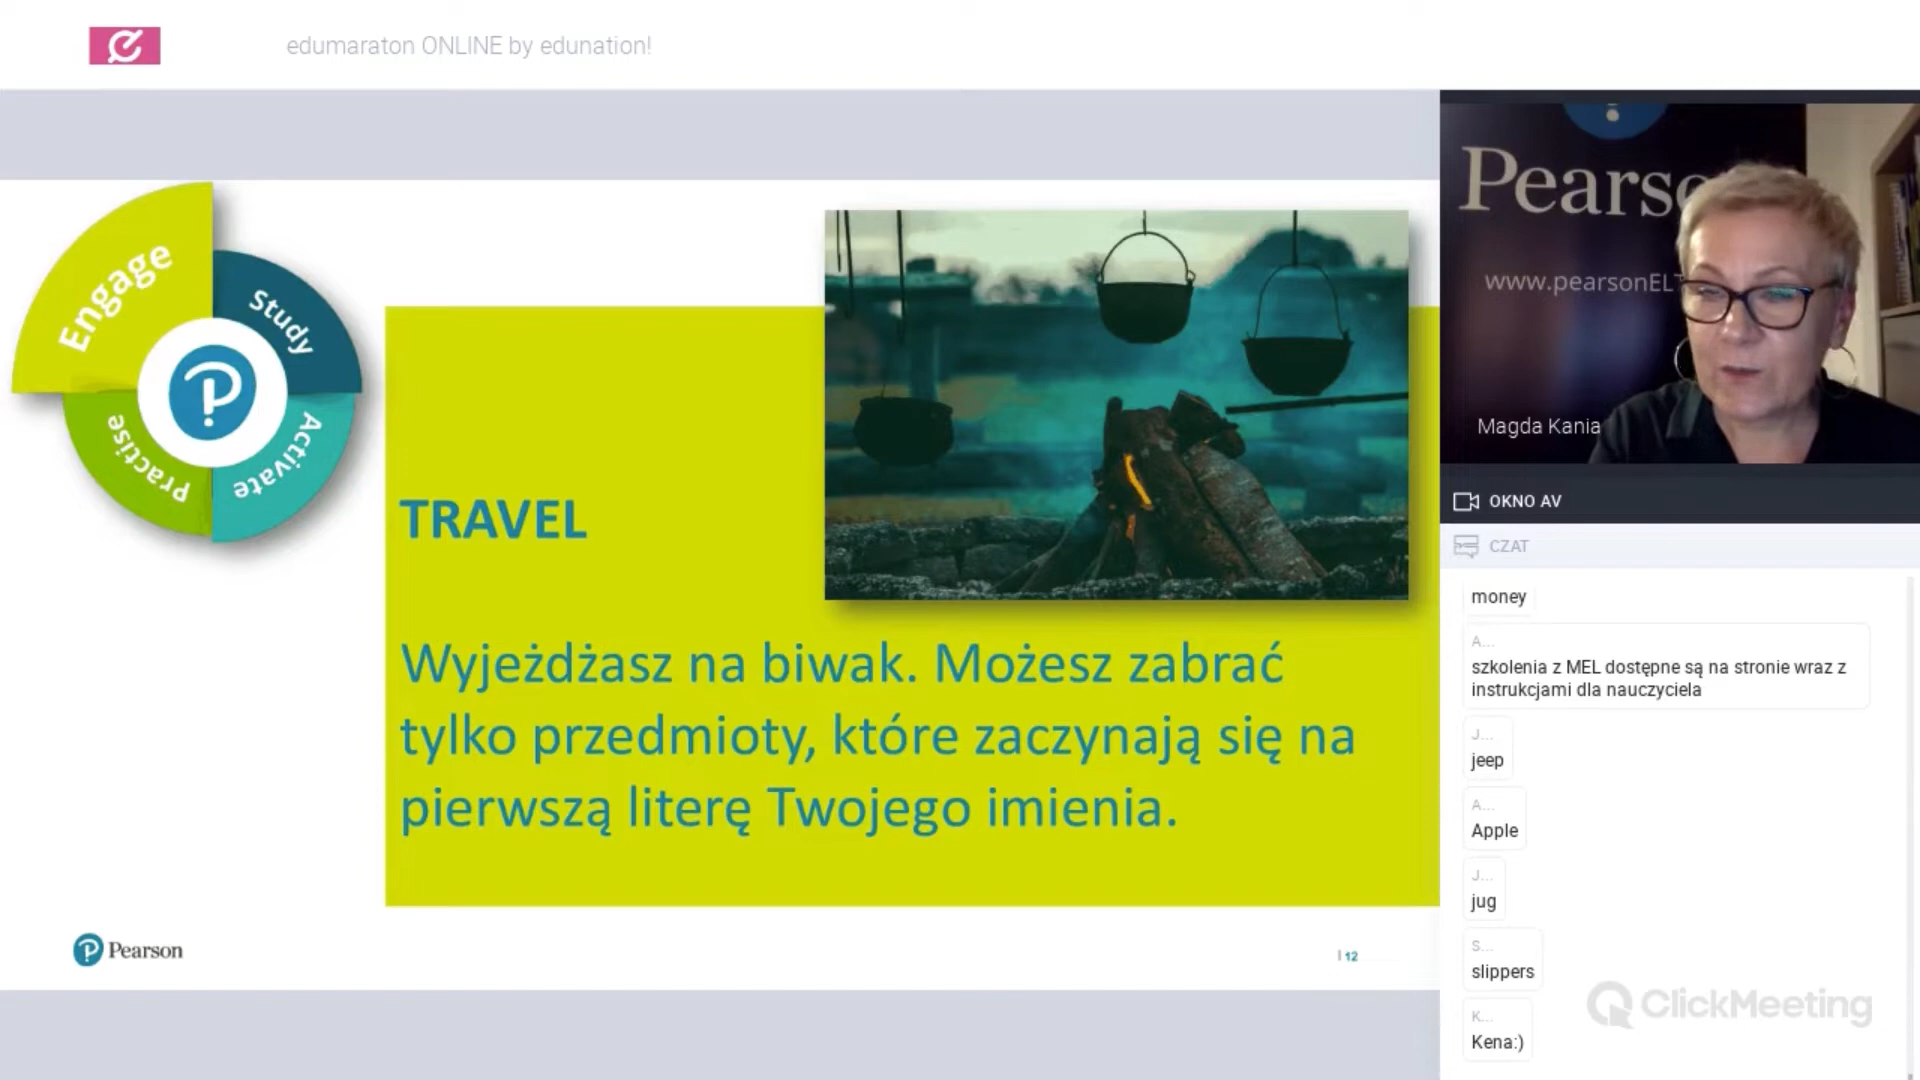 edumaraton ONLINE by edunation!
Engage
Study
Practise
Activate
TRAVEL
Wyjeżdżasz na biwak. Możesz zabrać
tylko przedmioty, które zaczynają się na
pierwszą literę Twojego imienia.
Pearson
| 12
www.pearsonELT
Magda Kania
OKNO AV
CZAT
money
A...
szkolenia z MEL dostępne są na stronie wraz z
instrukcjami dla nauczyciela
J...
jeep
A...
Apple
J...
jug
S...
slippers
K...
Kena:)
ClickMeeting